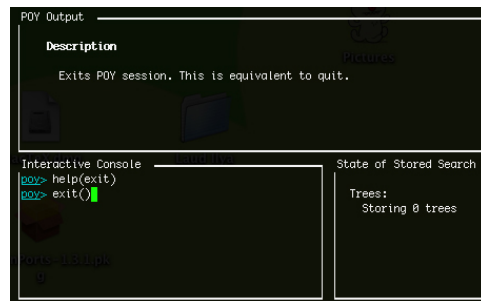 POY Output
Description
Exits POY session. This is equivalent to quit.
Pictures
Interactive Console
poy> help(exit)
poy> exit()
State of Stored Search
Trees:
Storing 0 trees